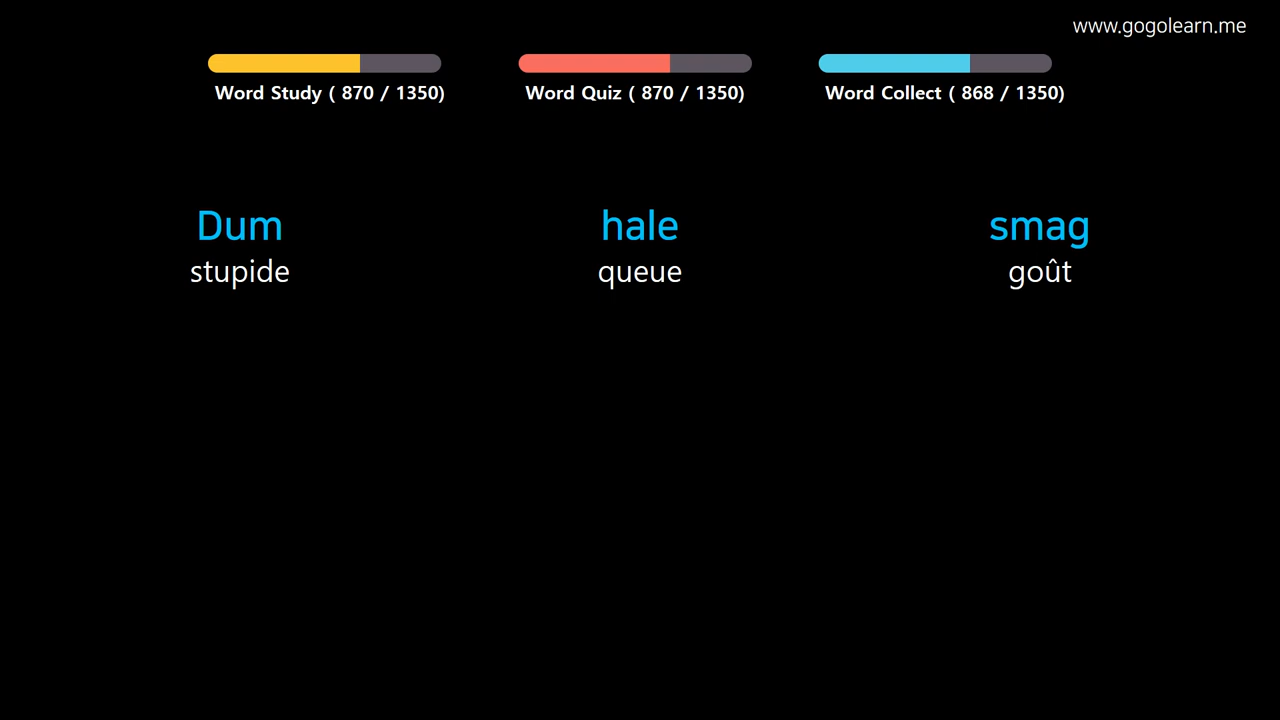 www.gogolearn.me
Word Study ( 870 / 1350)
Word Quiz ( 870 / 1350)
Word Collect ( 868 / 1350)
Dum
stupide
hale
queue
smag
goût